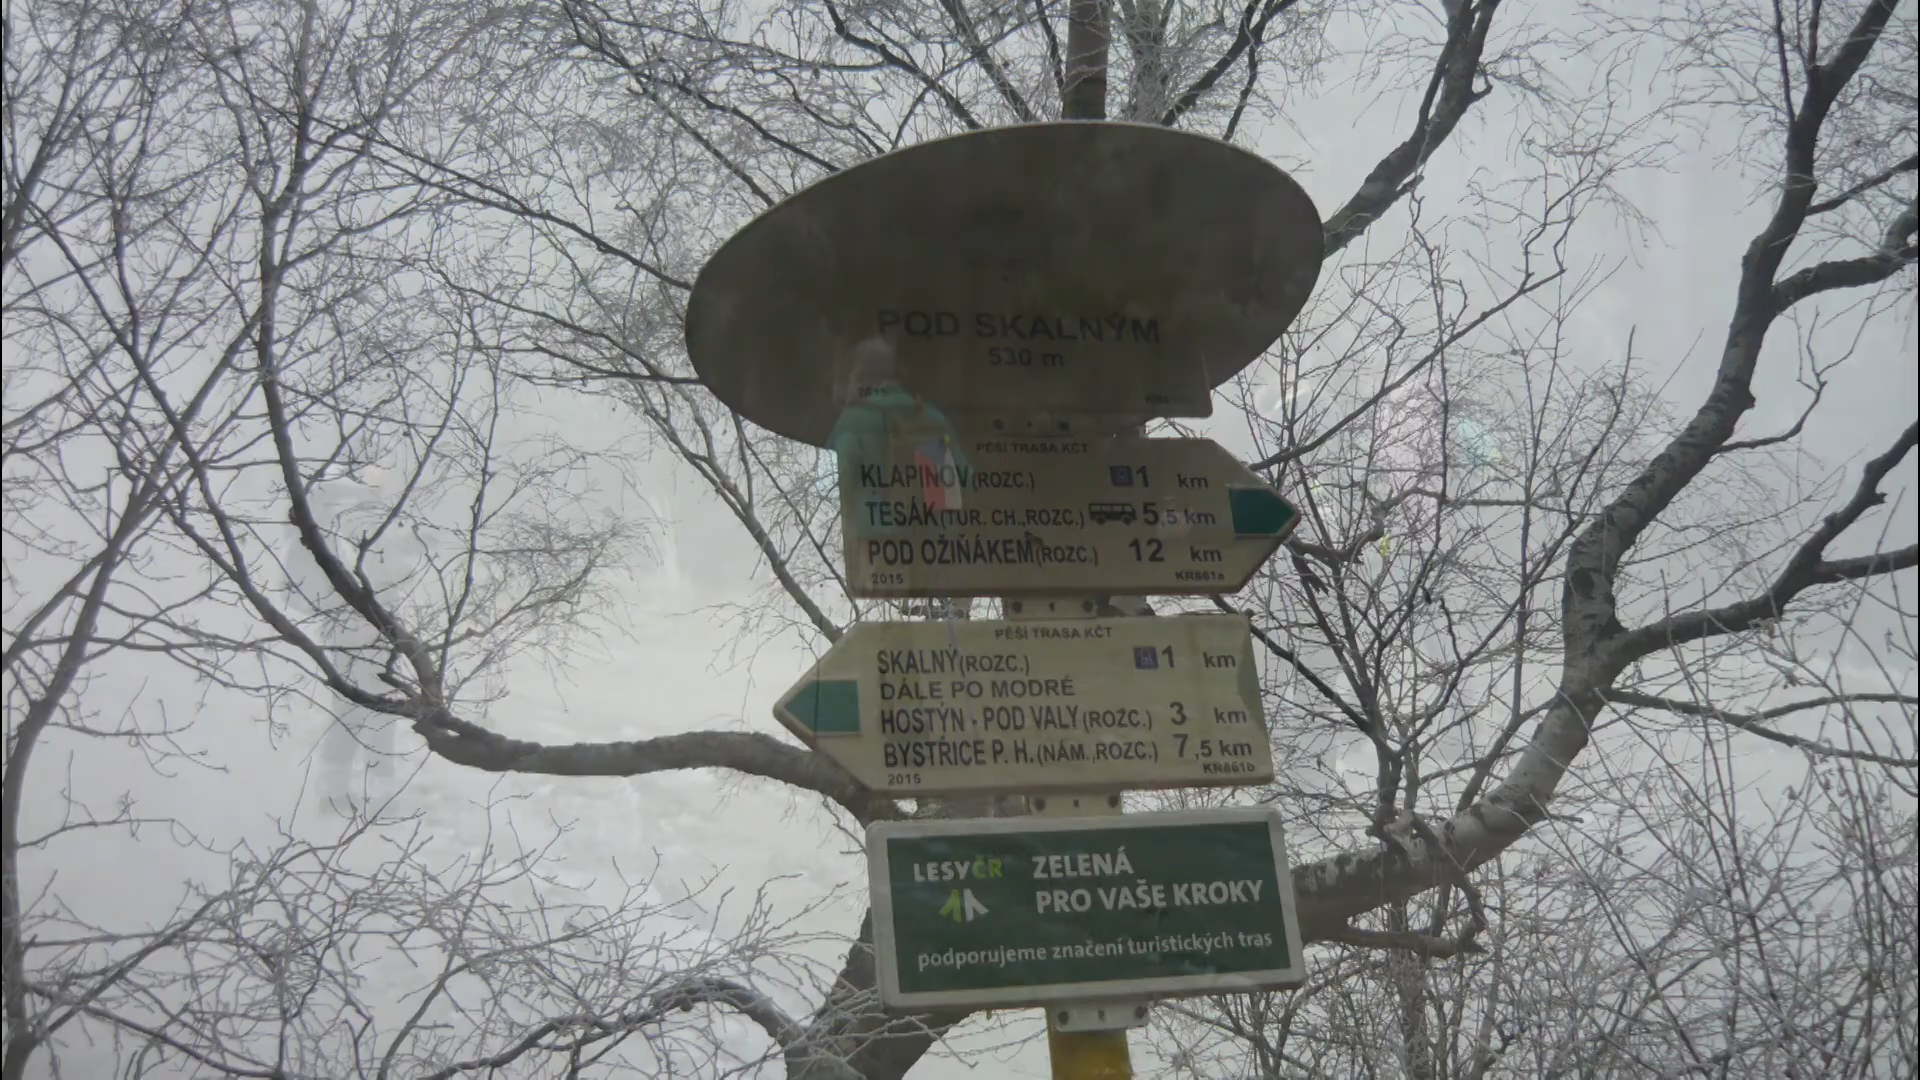 POD SKALNÝM
530 m
2015
PĚŠÍ TRASA KČT
KLAPINOV (ROZC.) 1 km
TESÁK (TUR. CH.,ROZC.) 5,5 km
POD OŽIŇÁKEM (ROZC.) 12 km
2015 KR861a
PĚŠÍ TRASA KČT
SKALNÝ (ROZC.) 1 km
DÁLE PO MODRÉ
HOSTÝN - POD VALY (ROZC.) 3 km
BYSTŘICE P. H. (NÁM.,ROZC.) 7,5 km
2015 KR861b
LESYČR ZELENÁ
PRO VAŠE KROKY
podporujeme značení turistických tras